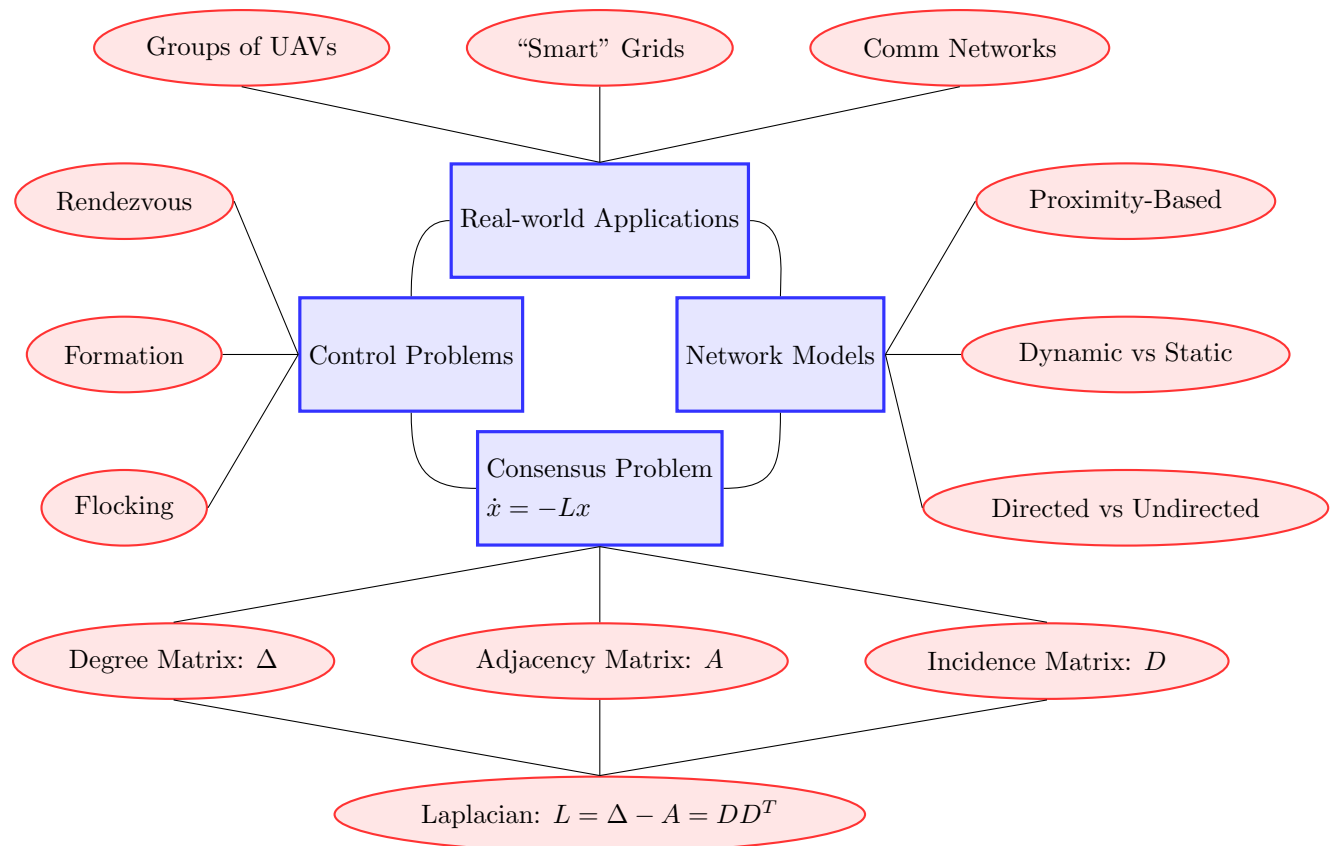 Groups of UAVs
“Smart” Grids
Comm Networks
Real-world Applications
Rendezvous
Proximity-Based
Formation
Control Problems
Network Models
Dynamic vs Static
Consensus Problem
ẋ = −Lx
Flocking
Directed vs Undirected
Degree Matrix: Δ
Adjacency Matrix: A
Incidence Matrix: D
Laplacian: L = Δ − A = DD^T